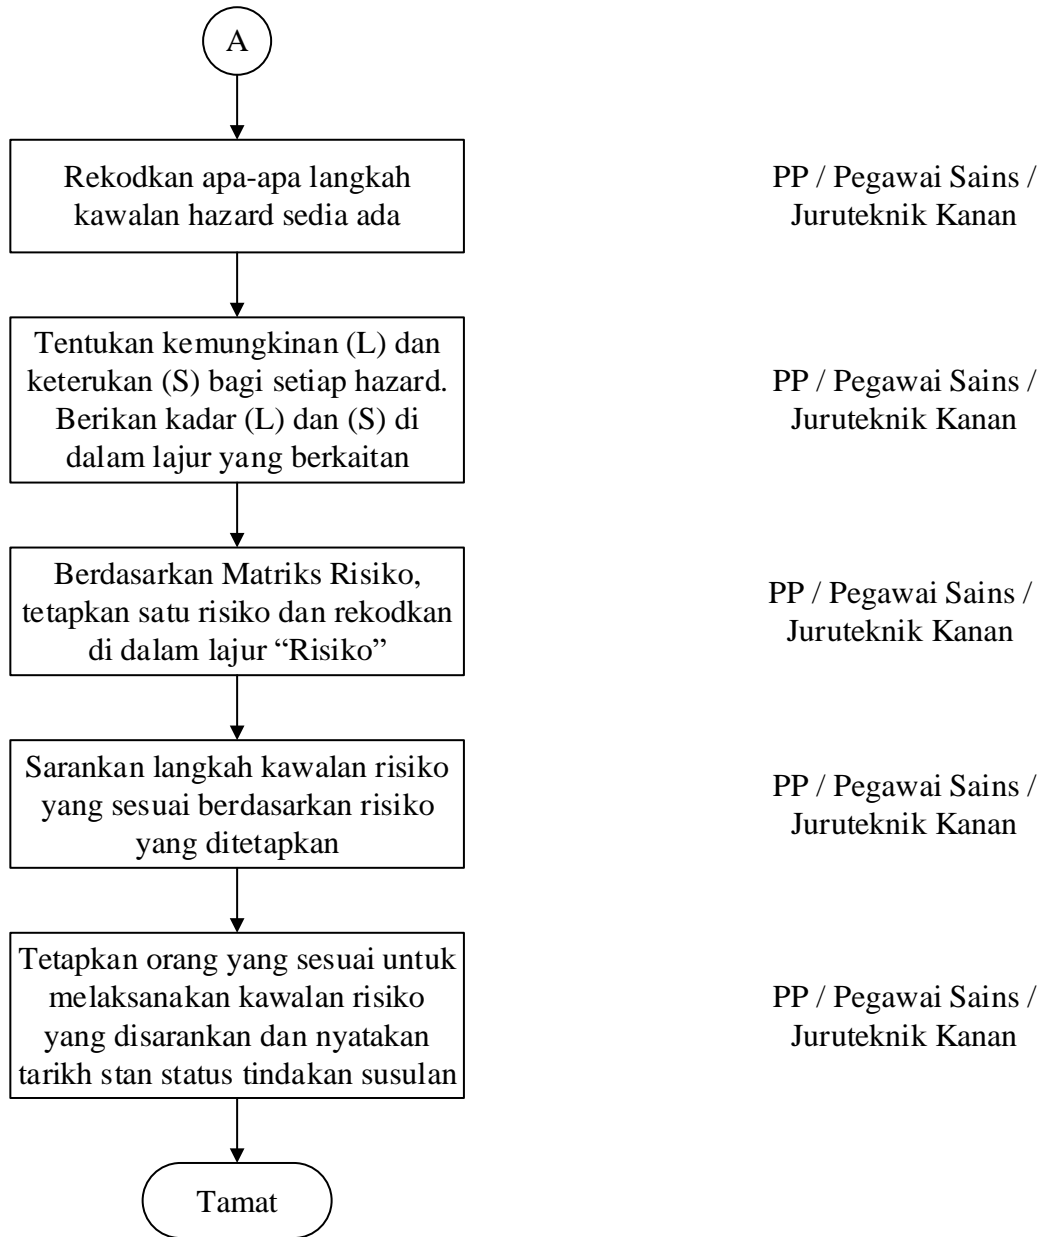 A
Rekodkan apa-apa langkah
kawalan hazard sedia ada
PP / Pegawai Sains /
Juruteknik Kanan
Tentukan kemungkinan (L) dan
keterukan (S) bagi setiap hazard.
Berikan kadar (L) dan (S) di
dalam lajur yang berkaitan
PP / Pegawai Sains /
Juruteknik Kanan
Berdasarkan Matriks Risiko,
tetapkan satu risiko dan rekodkan
di dalam lajur “Risiko”
PP / Pegawai Sains /
Juruteknik Kanan
Sarankan langkah kawalan risiko
yang sesuai berdasarkan risiko
yang ditetapkan
PP / Pegawai Sains /
Juruteknik Kanan
Tetapkan orang yang sesuai untuk
melaksanakan kawalan risiko
yang disarankan dan nyatakan
tarikh stan status tindakan susulan
PP / Pegawai Sains /
Juruteknik Kanan
Tamat